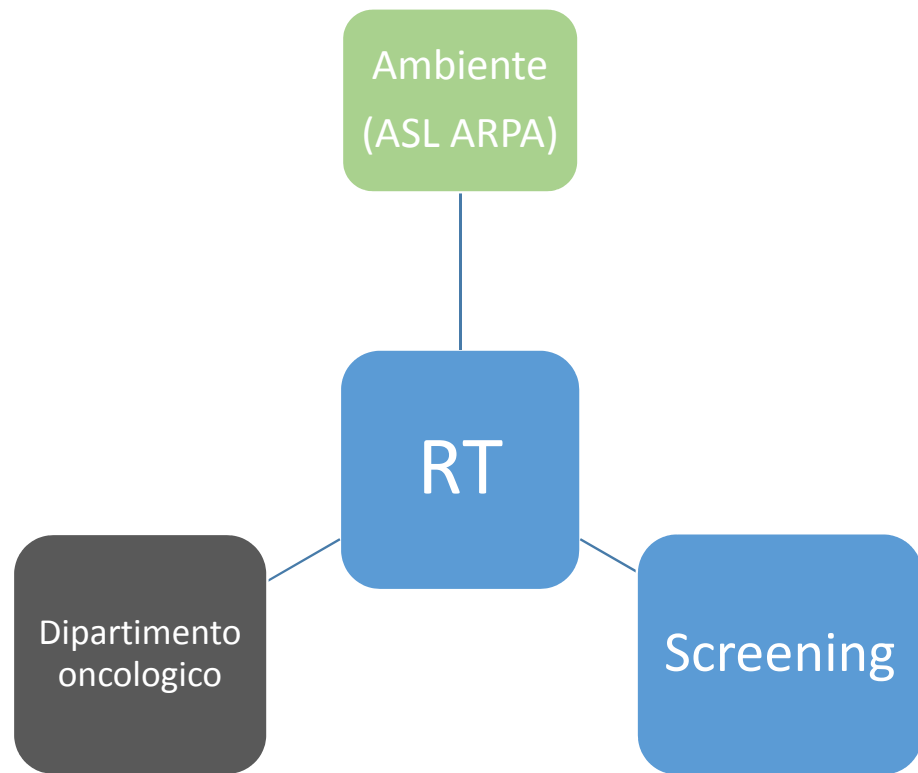 Ambiente
(ASL ARPA)
RT
Dipartimento
oncologico
Screening